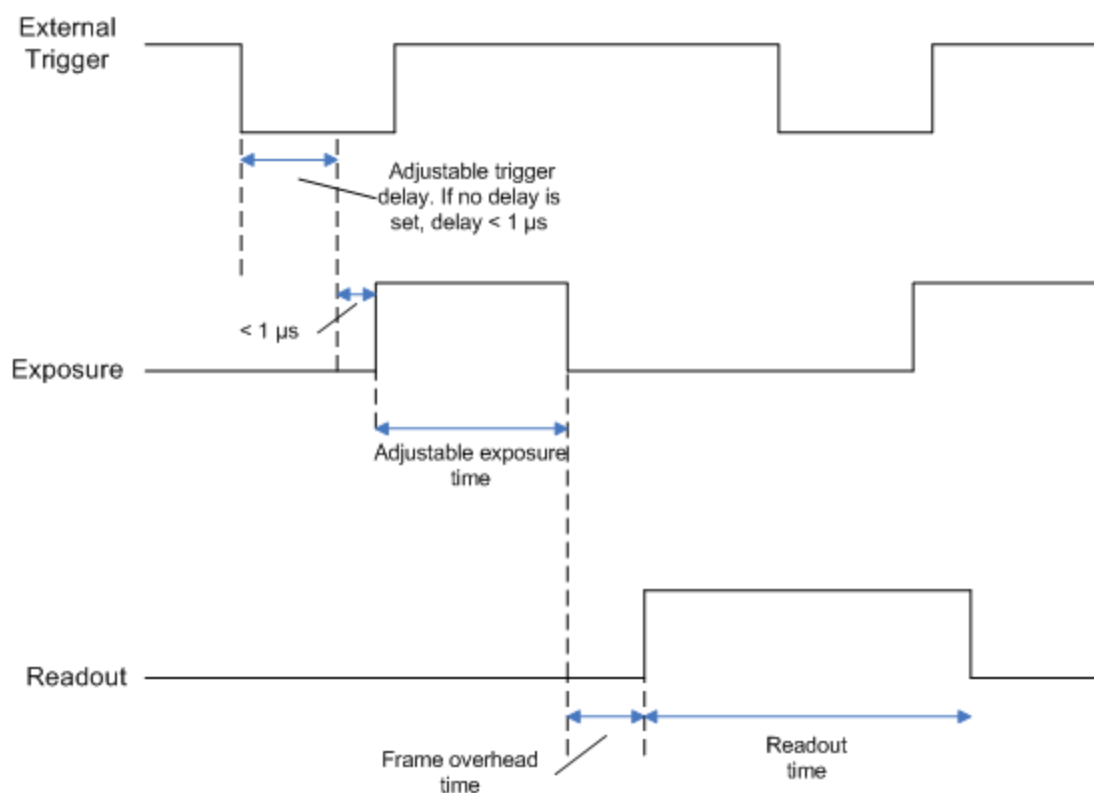 External
Trigger
Adjustable trigger
delay. If no delay is
set, delay < 1 µs
< 1 µs
Exposure
Adjustable exposure
time
Readout
Frame overhead
time
Readout
time